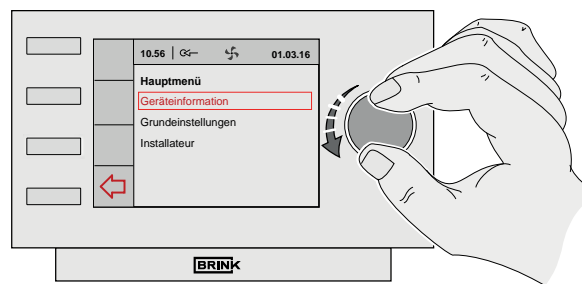 10.56 01.03.16
Hauptmenü
Geräteinformation
Grundeinstellungen
Installateur
BRINK